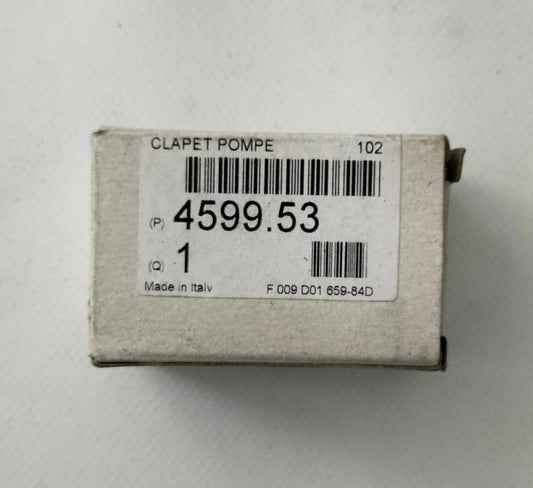 CLAPET POMPE 102
(P) 4599.53
(Q) 1
Made in Italy F 009 D01 659-84D